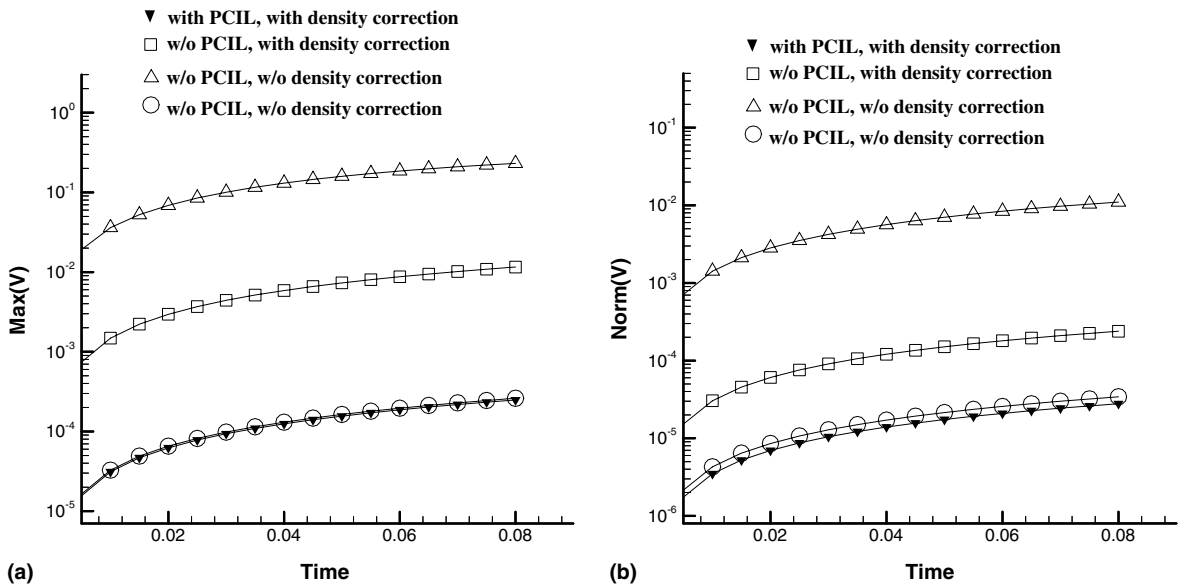 with PCIL, with density correction
w/o PCIL, with density correction
w/o PCIL, w/o density correction
w/o PCIL, w/o density correction
10⁰
10⁻¹
10⁻²
10⁻³
10⁻⁴
10⁻⁵
Max(V)
0.02
0.04
0.06
0.08
Time
(a)
with PCIL, with density correction
w/o PCIL, with density correction
w/o PCIL, w/o density correction
w/o PCIL, w/o density correction
10⁻¹
10⁻²
10⁻³
10⁻⁴
10⁻⁵
10⁻⁶
Norm(V)
0.02
0.04
0.06
0.08
Time
(b)